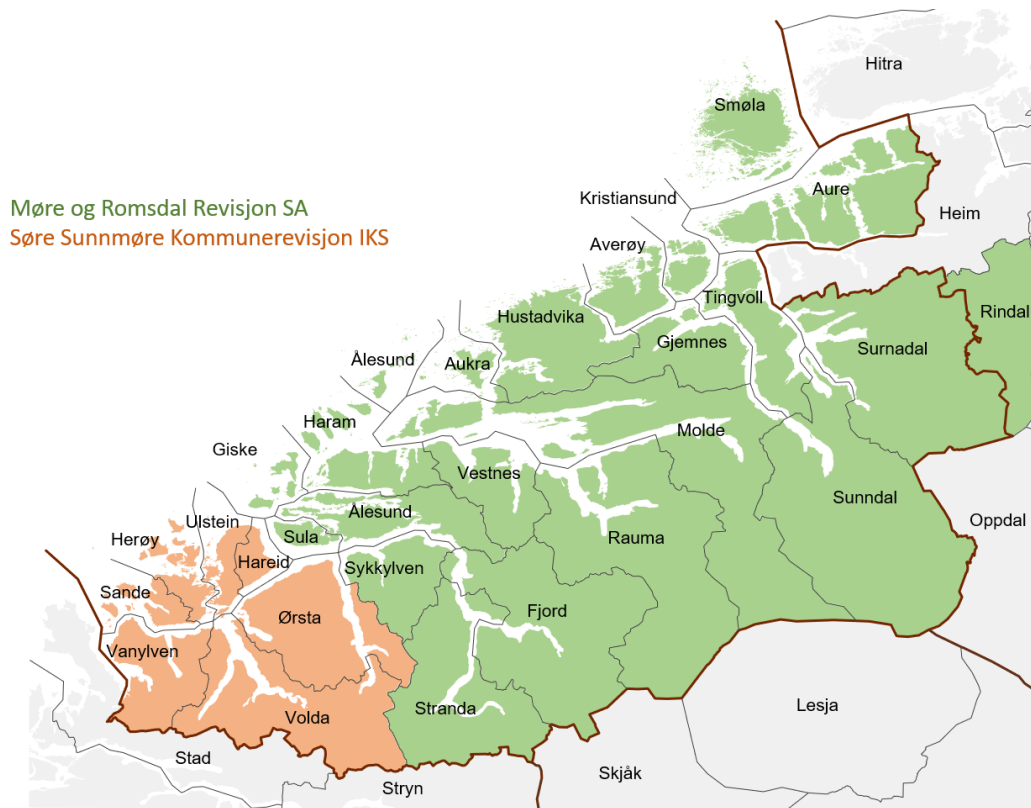 Hitra
Smøla
Aure
Kristiansund
Møre og Romsdal Revisjon SA
Heim
Søre Sunnmøre Kommunerevisjon IKS
Averøy
Tingvoll
Rindal
Hustadvika
Gjemnes
Surnadal
Ålesund
Aukra
Haram
Molde
Giske
Vestnes
Sunndal
Ålesund
Oppdal
Ulstein
Herøy
Sula
Rauma
Hareid
Sykkylven
Sande
Fjord
Ørsta
Vanylven
Stranda
Lesja
Volda
Stad
Skjåk
Stryn